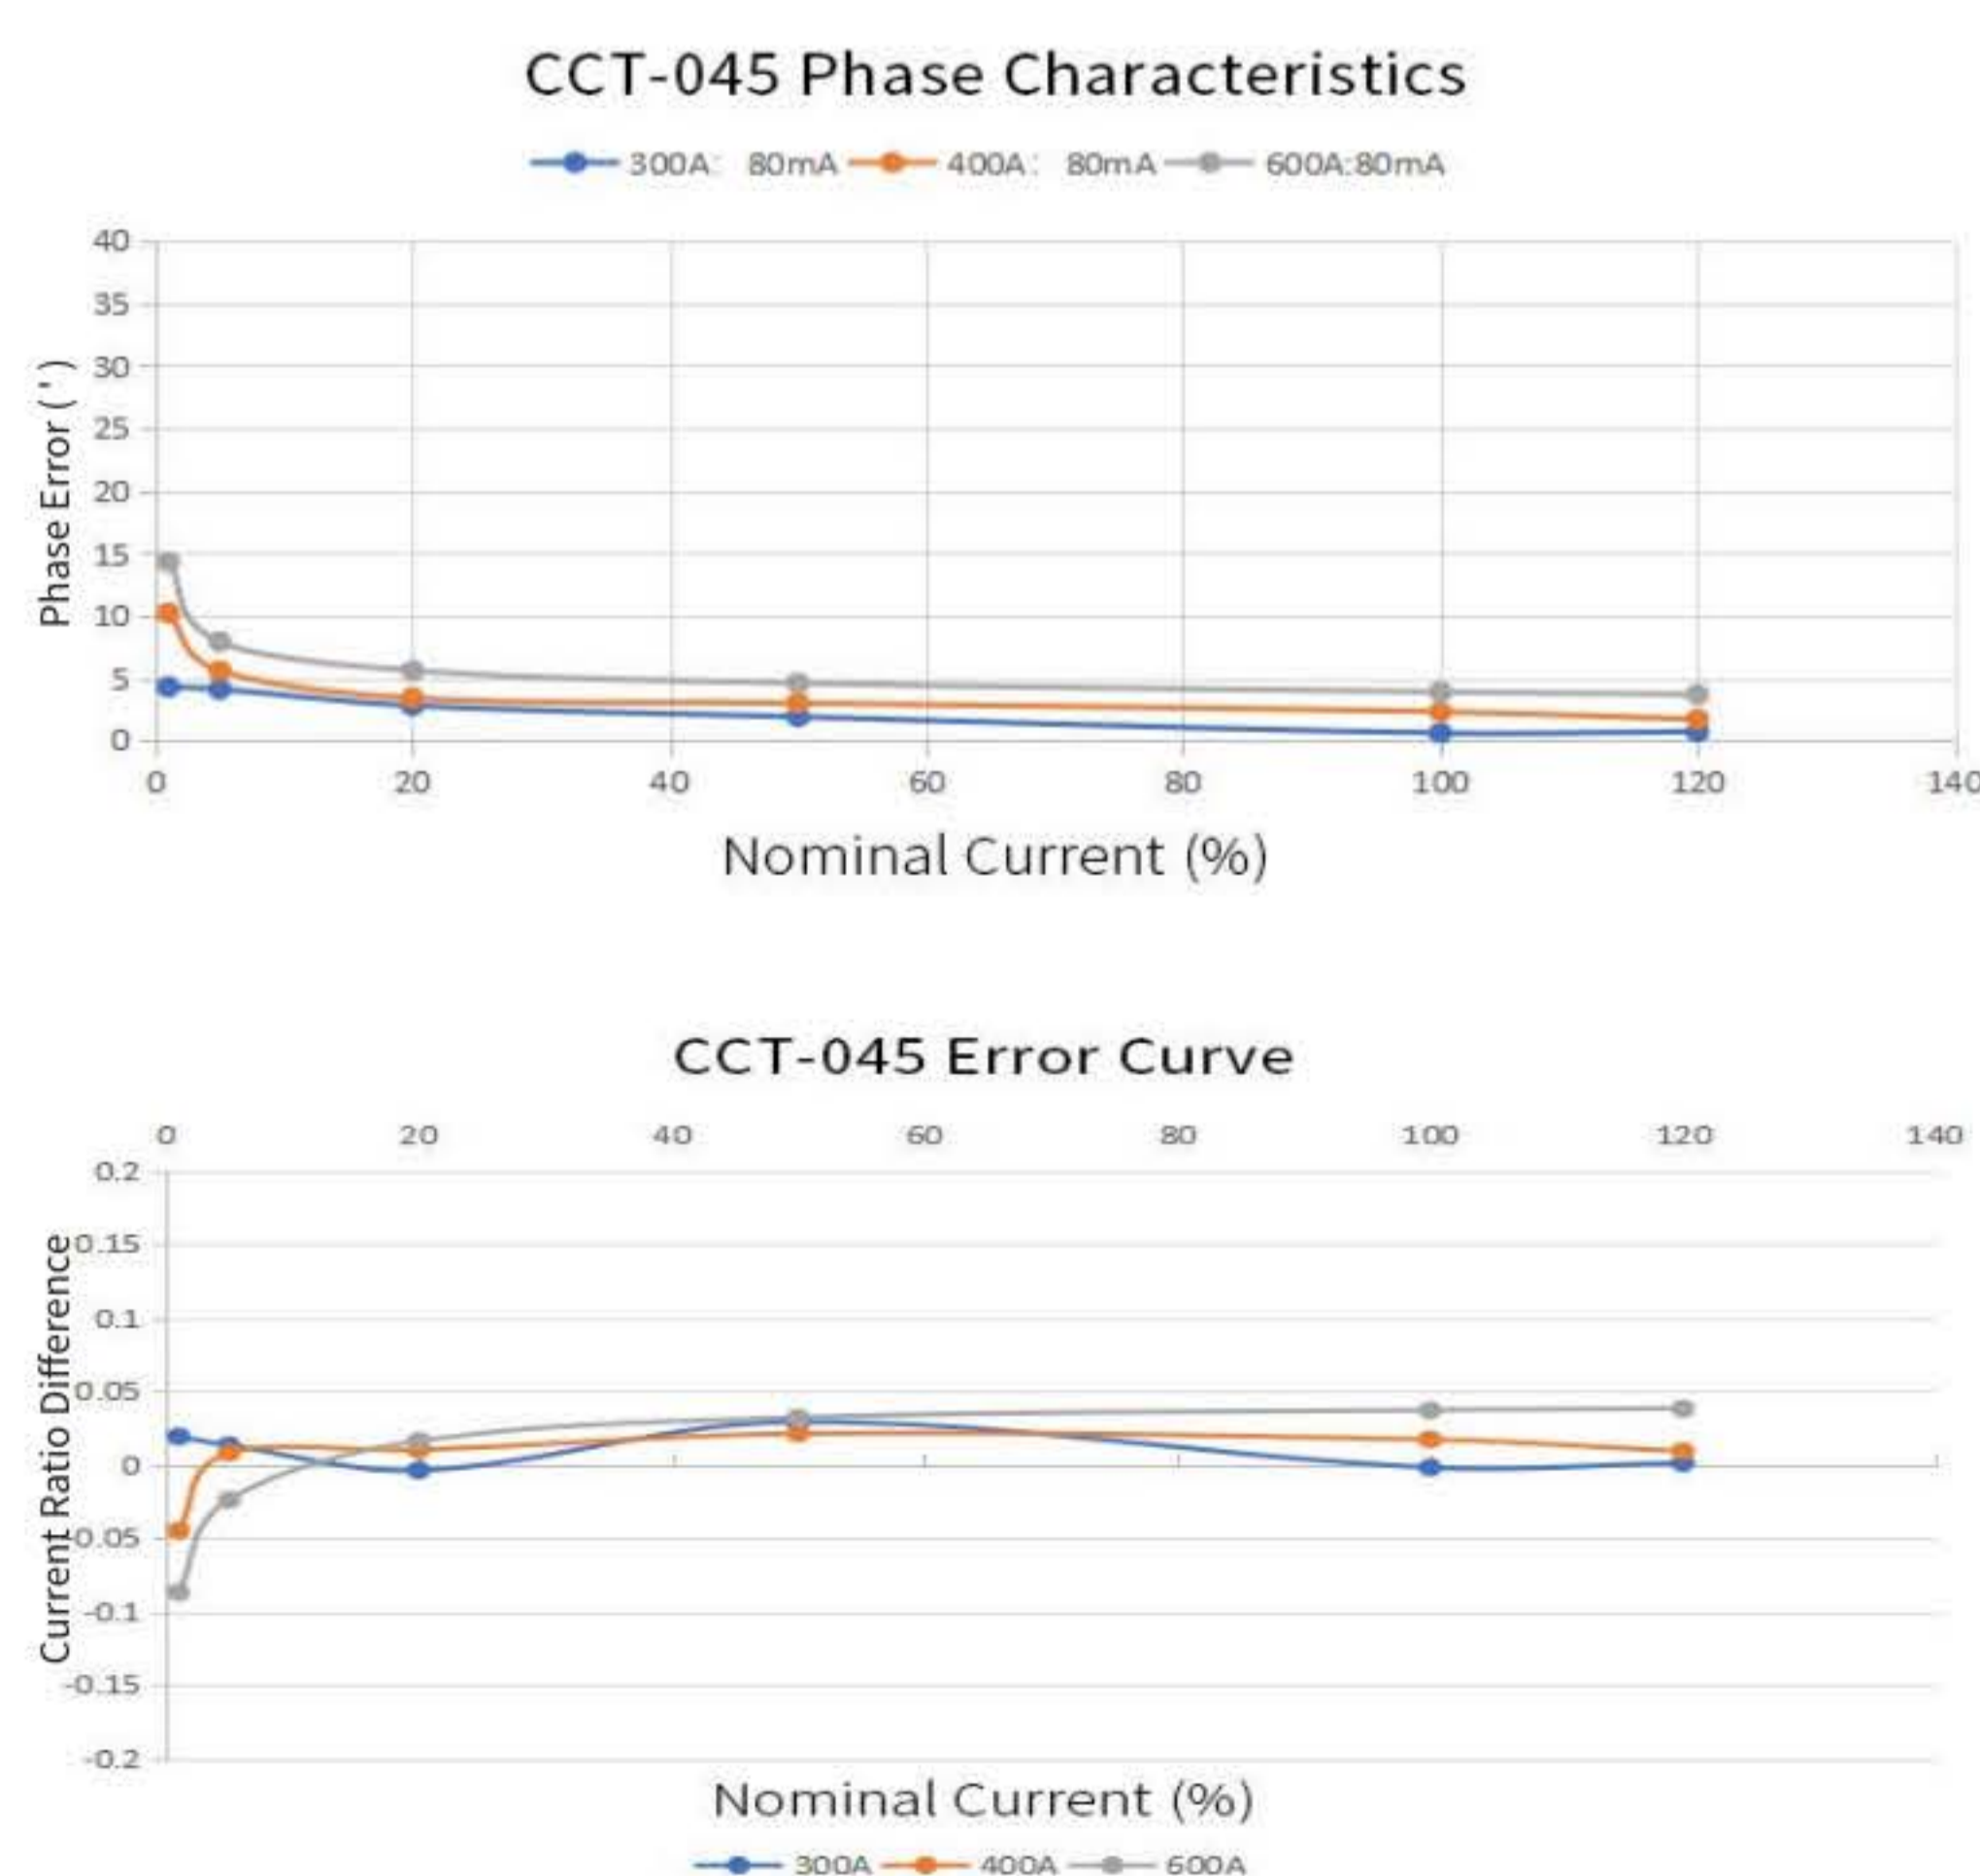 CCT-045 Phase Characteristics
300A: 80mA 400A: 80mA 600A:80mA
40
35
30
25
20
15
10
5
0
Phase Error (')
0 20 40 60 80 100 120 140
Nominal Current (%)
CCT-045 Error Curve
0 20 40 60 80 100 120 140
0.2
0.15
0.1
0.05
0
-0.05
-0.1
-0.15
-0.2
Current Ratio Difference
Nominal Current (%)
300A 400A 600A